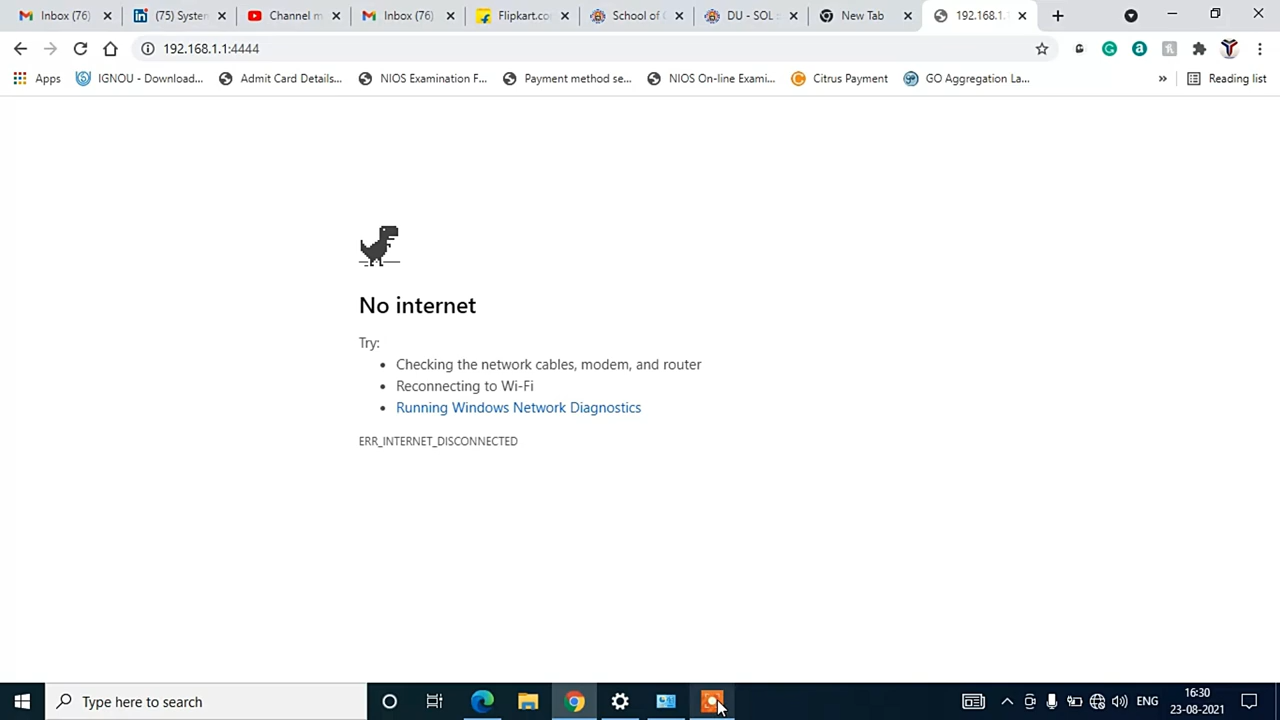 Inbox (76) (75) System Channel m Inbox (76) Flipkart.co School of DU - SOL New Tab 192.168.1.
192.168.1.1:4444
Apps IGNOU - Download... Admit Card Details... NIOS Examination F... Payment method se... NIOS On-line Exami... Citrus Payment GO Aggregation La... » Reading list
No internet
Try:
• Checking the network cables, modem, and router
• Reconnecting to Wi-Fi
• Running Windows Network Diagnostics
ERR_INTERNET_DISCONNECTED
Type here to search
ENG
16:30
23-08-2021